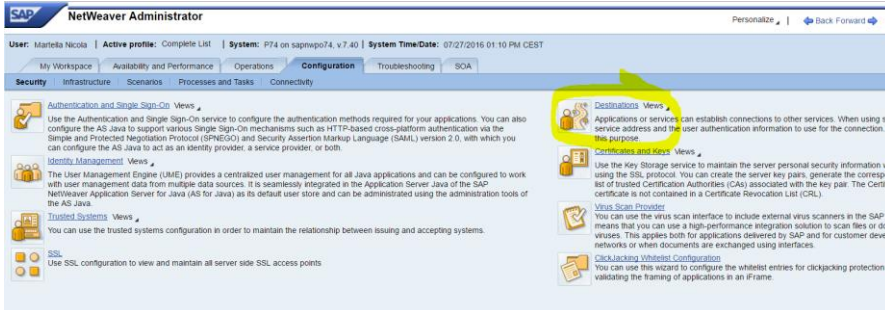 SAP NetWeaver Administrator
Personalize | Back Forward
User: Martella Nicola | Active profile: Complete List | System: P74 on sapnwpo74, v.7.40 | System Time/Date: 07/27/2016 01:10 PM CEST
My Workspace Availability and Performance Operations Configuration Troubleshooting SOA
Security Infrastructure Scenarios Processes and Tasks Connectivity
Authentication and Single Sign-On Views
Use the Authentication and Single Sign-On service to configure the authentication methods required for your applications. You can also
configure the AS Java to support various Single Sign-On mechanisms such as HTTP-based cross-platform authentication via the
Simple and Protected Negotiation Protocol (SPNEGO) and Security Assertion Markup Language (SAML) version 2.0, with which you
can configure the AS Java to act as an identity provider, a service provider, or both.
Identity Management Views
The User Management Engine (UME) provides a centralized user management for all Java applications and can be configured to work
with user management data from multiple data sources. It is seamlessly integrated in the Application Server Java of the SAP
NetWeaver Application Server for Java (AS for Java) as its default user store and can be administrated using the administration tools of
the AS Java.
Trusted Systems Views
You can use the trusted systems configuration in order to maintain the relationship between issuing and accepting systems.
SSL
Use SSL configuration to view and maintain all server side SSL access points
Destinations Views
Applications or services can establish connections to other services. When using s
service address and the user authentication information to use for the connection.
this purpose.
Certificates and Keys Views
Use the Key Storage service to maintain the server personal security information
using the SSL protocol. You can create the server key pairs, generate the corresp
list of trusted Certification Authorities (CAs) associated with the key pair. The Certi
certificate is not contained in a Certificate Revocation List (CRL).
Virus Scan Provider
You can use the virus scan interface to include external virus scanners in the SAP
means that you can use a high-performance integration solution to scan files or do
viruses. This applies both for applications delivered by SAP and for customer deve
networks or when documents are exchanged using interfaces.
ClickJacking Whitelist Configuration
You can use this wizard to configure the whitelist entries for clickjacking protection
validating the framing of applications in an iFrame.